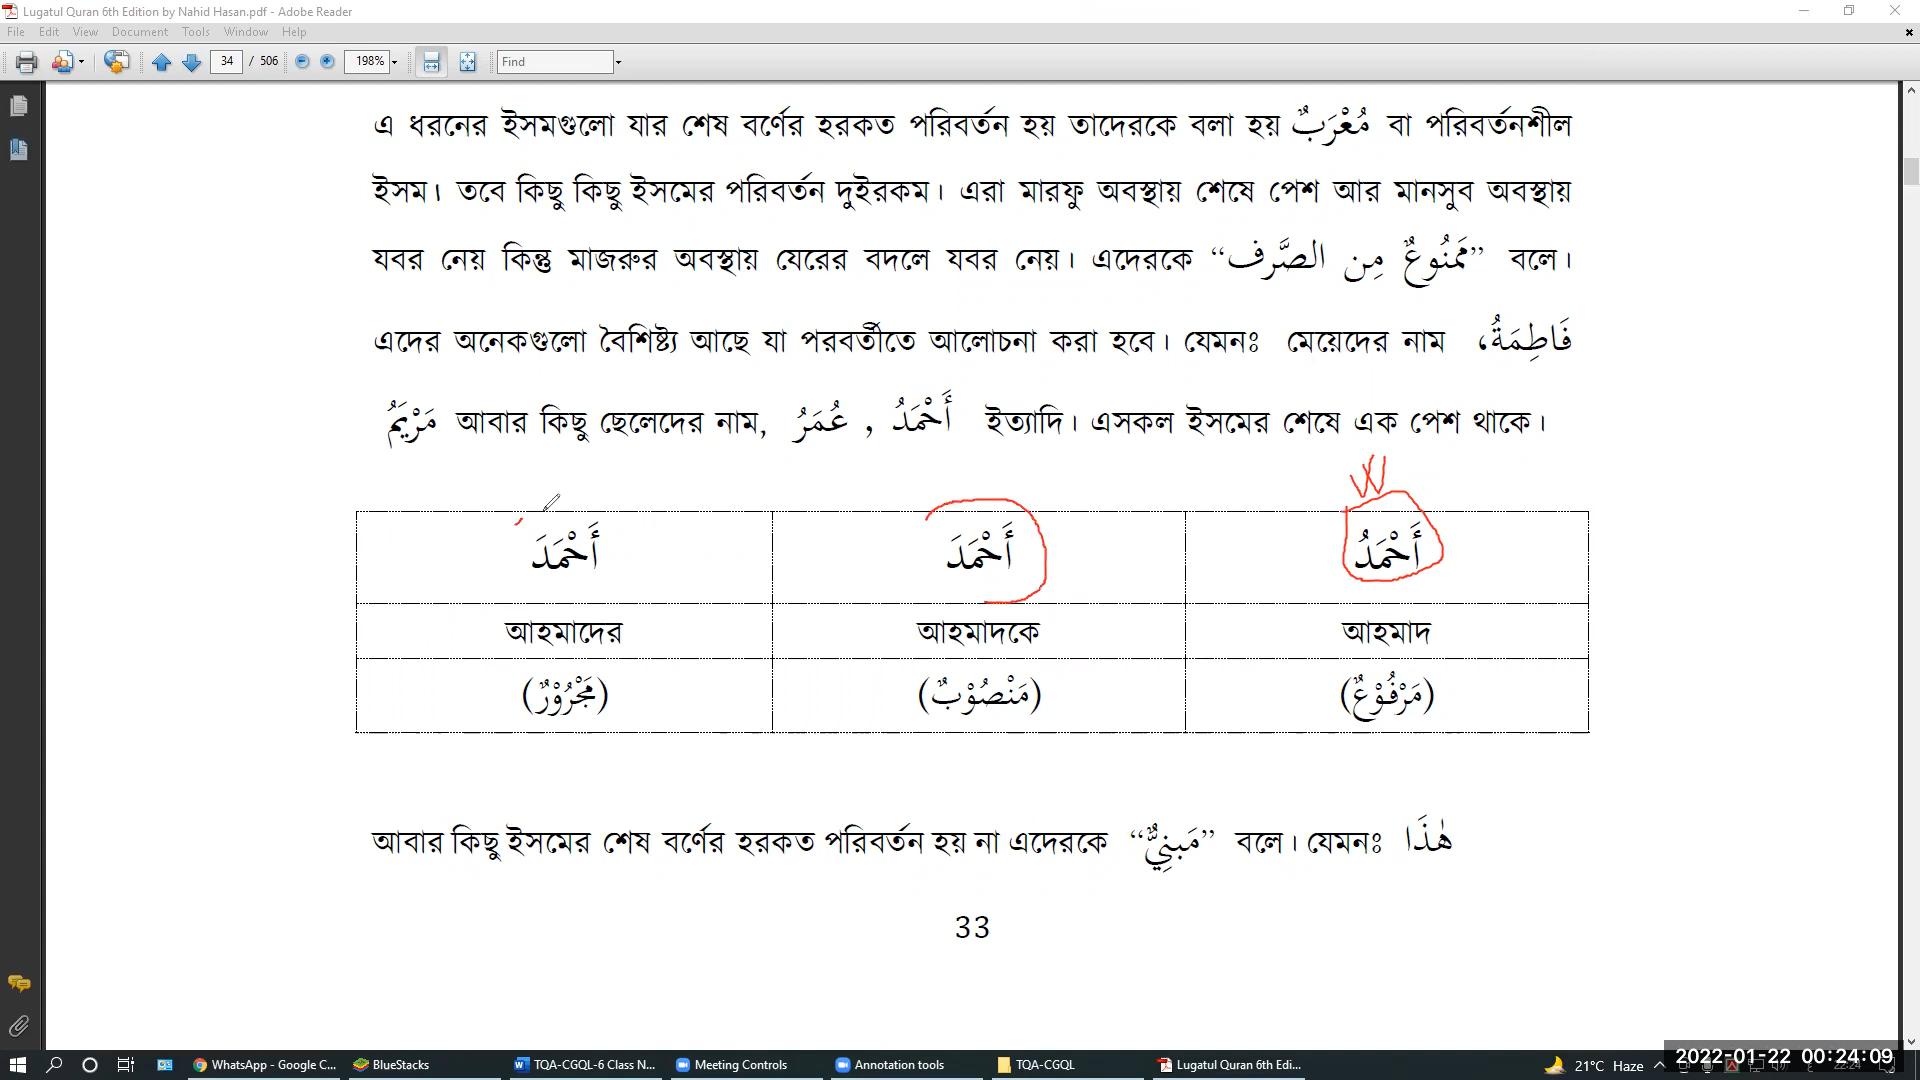 Lugatul Quran 6th Edition by Nahid Hasan.pdf - Adobe Reader
File Edit View Document Tools Window Help
34 / 506 198% Find
এ ধরনের ইসমগুলো যার শেষ বর্ণের হরকত পরিবর্তন হয় তাদেরকে বলা হয় مُعْرَبٌ বা পরিবর্তনশীল
ইসম। তবে কিছু কিছু ইসমের পরিবর্তন দুইরকম। এরা মারফু অবস্থায় শেষে পেশ আর মানসুব অবস্থায়
যবর নেয় কিন্তু মাজরুর অবস্থায় যেরের বদলে যবর নেয়। এদেরকে “مَمنُوعٌ مِن الصَّرف” বলে।
এদের অনেকগুলো বৈশিষ্ট্য আছে যা পরবর্তীতে আলোচনা করা হবে। যেমনঃ মেয়েদের নাম فَاطِمَةُ،
مَرْيَمُ আবার কিছু ছেলেদের নাম, عُمَرُ , أَحْمَدُ ইত্যাদি। এসকল ইসমের শেষে এক পেশ থাকে।
أَحْمَدَ أَحْمَدَ أَحْمَدُ
আহমাদের আহমাদকে আহমাদ
(مَجْرُوْرٌ) (مَنْصُوْبٌ) (مَرْفُوْعٌ)
আবার কিছু ইসমের শেষ বর্ণের হরকত পরিবর্তন হয় না এদেরকে “مَبنِيٌّ” বলে। যেমনঃ هٰذَا
33
WhatsApp - Google C... BlueStacks TQA-CGQL-6 Class N... Meeting Controls Annotation tools TQA-CGQL Lugatul Quran 6th Edi... 21°C Haze 22:24
2022-01-22 00:24:09